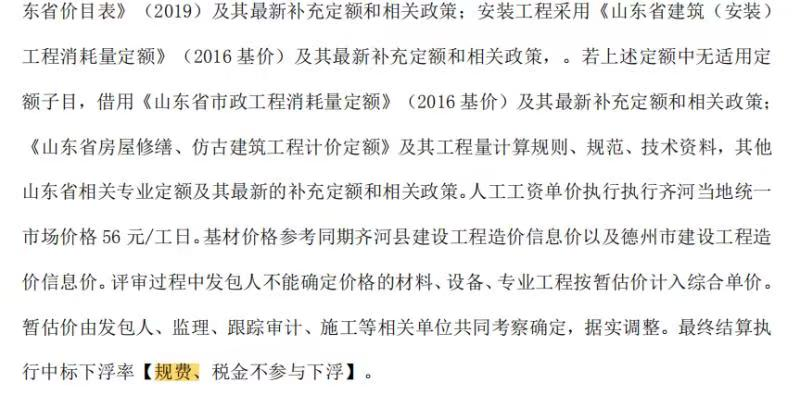 东省价目表》（2019）及其最新补充定额和相关政策；安装工程采用《山东省建筑（安装）
工程消耗量定额》（2016 基价）及其最新补充定额和相关政策，。若上述定额中无适用定
额子目，借用《山东省市政工程消耗量定额》（2016 基价）及其最新补充定额和相关政策；
《山东省房屋修缮、仿古建筑工程计价定额》及其工程量计算规则、规范、技术资料，其他
山东省相关专业定额及其最新的补充定额和相关政策。人工工资单价执行执行齐河当地统一
市场价格 56 元/工日。基材价格参考同期齐河县建设工程造价信息价以及德州市建设工程造
价信息价。评审过程中发包人不能确定价格的材料、设备、专业工程按暂估价计入综合单价。
暂估价由发包人、监理、跟踪审计、施工等相关单位共同考察确定，据实调整。最终结算执
行中标下浮率【规费、税金不参与下浮】。